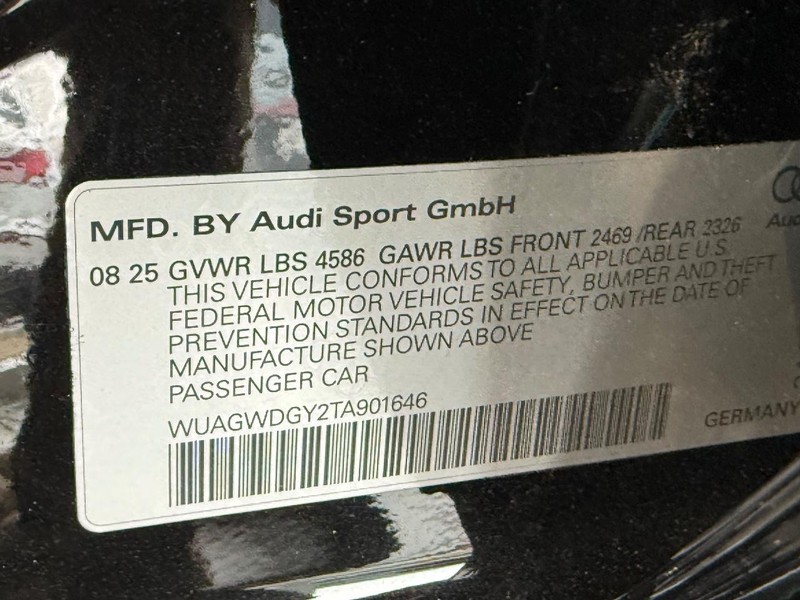 MFD. BY Audi Sport GmbH
08 25 GVWR LBS 4586 GAWR LBS FRONT 2469 /REAR 2326
THIS VEHICLE CONFORMS TO ALL APPLICABLE U.S.
FEDERAL MOTOR VEHICLE SAFETY, BUMPER AND THEFT
PREVENTION STANDARDS IN EFFECT ON THE DATE OF
MANUFACTURE SHOWN ABOVE
PASSENGER CAR
WUAGWDGY2TA901646
GERMANY